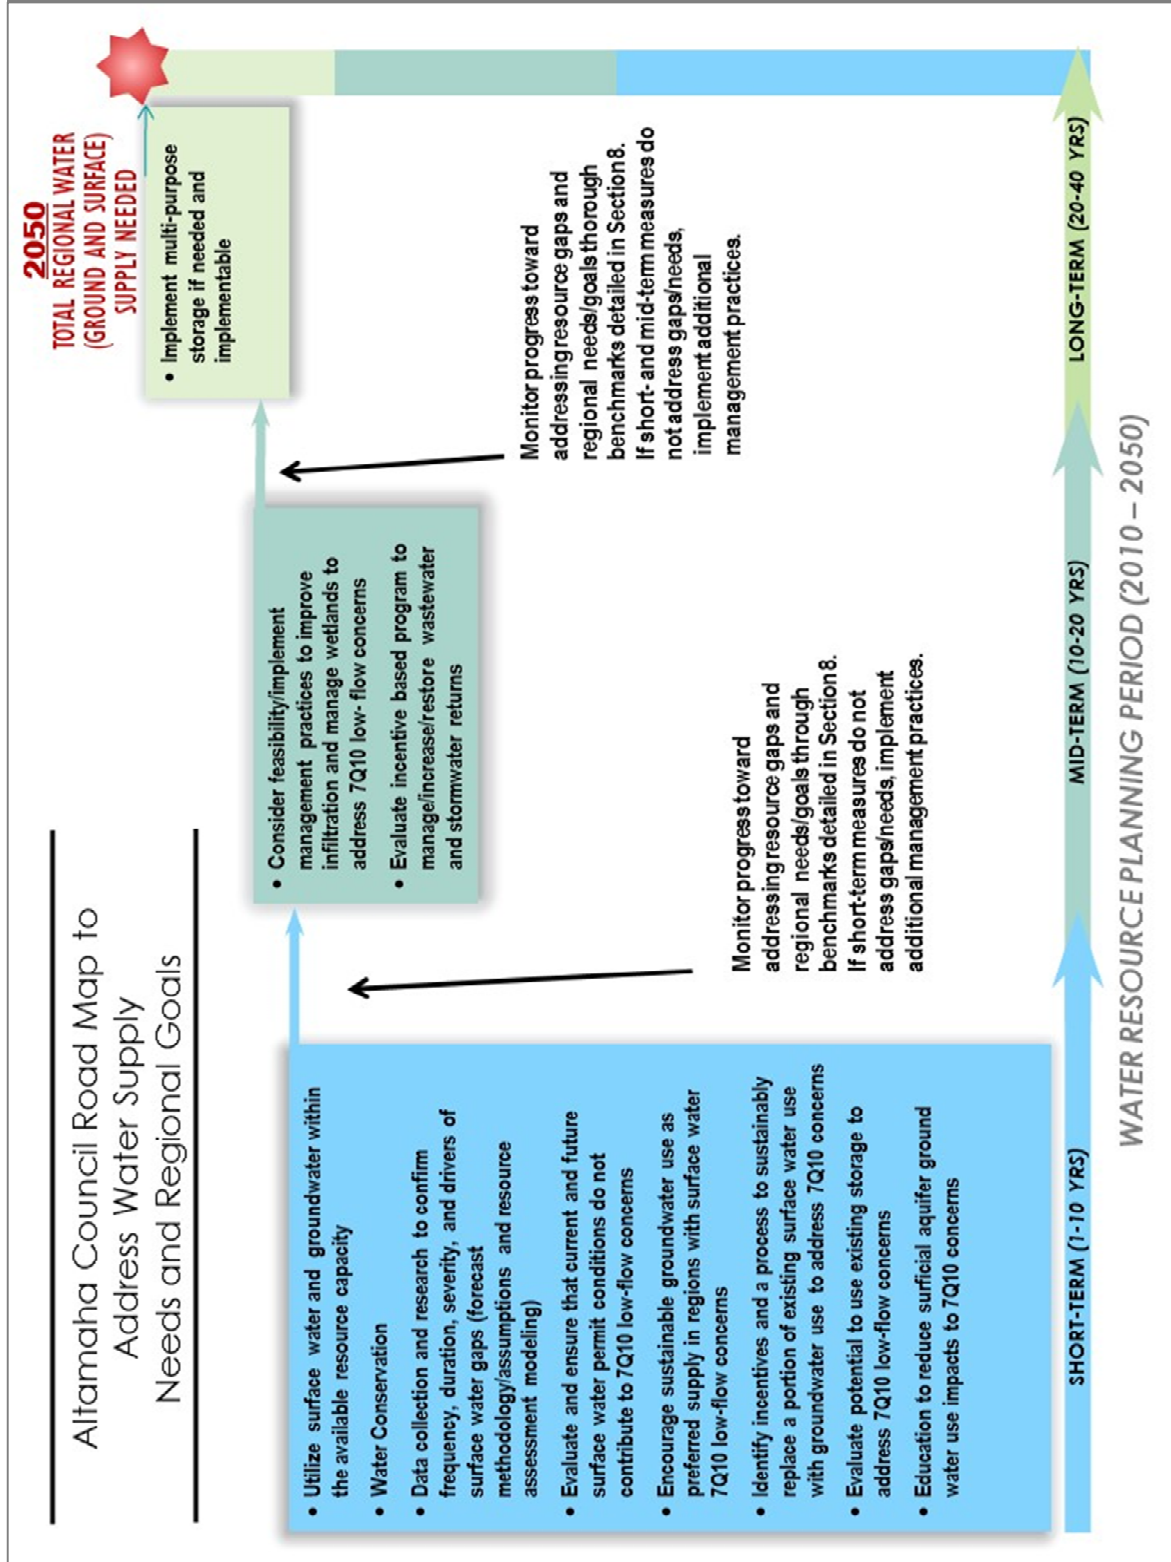 Altamaha Council Road Map to
Address Water Supply
Needs and Regional Goals
2050
TOTAL REGIONAL WATER
(GROUND AND SURFACE)
SUPPLY NEEDED
• Utilize surface water and groundwater within
the available resource capacity
• Water Conservation
• Data collection and research to confirm
frequency, duration, severity, and drivers of
surface water gaps (forecast
methodology/assumptions and resource
assessment modeling)
• Evaluate and ensure that current and future
surface water permit conditions do not
contribute to 7Q10 low-flow concerns
• Encourage sustainable groundwater use as
preferred supply in regions with surface water
7Q10 low-flow concerns
• Identify incentives and a process to sustainably
replace a portion of existing surface water use
with groundwater use to address 7Q10 concerns
• Evaluate potential to use existing storage to
address 7Q10 low-flow concerns
• Education to reduce surficial aquifer ground
water use impacts to 7Q10 concerns
Monitor progress toward
addressing resource gaps and
regional needs/goals through
benchmarks detailed in Section 8.
If short-term measures do not
address gaps/needs, implement
additional management practices.
• Consider feasibility/implement
management practices to improve
infiltration and manage wetlands to
address 7Q10 low- flow concerns
• Evaluate incentive based program to
manage/increase/restore wastewater
and stormwater returns
Monitor progress toward
addressing resource gaps and
regional needs/goals thorough
benchmarks detailed in Section 8.
If short- and mid-term measures do
not address gaps/needs,
implement additional
management practices.
• Implement multi-purpose
storage if needed and
implementable
SHORT-TERM (1-10 YRS)
MID-TERM (10-20 YRS)
LONG-TERM (20-40 YRS)
WATER RESOURCE PLANNING PERIOD (2010 – 2050)